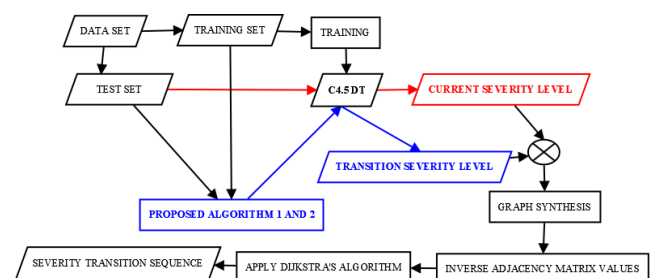 DATA SET
TRAINING SET
TRAINING
TEST SET
C4.5 DT
CURRENT SEVERITY LEVEL
TRANSITION SEVERITY LEVEL
PROPOSED ALGORITHM 1 AND 2
GRAPH SYNTHESIS
SEVERITY TRANSITION SEQUENCE
APPLY DIJKSTRA'S ALGORITHM
INVERSE ADJACENCY MATRIX VALUES